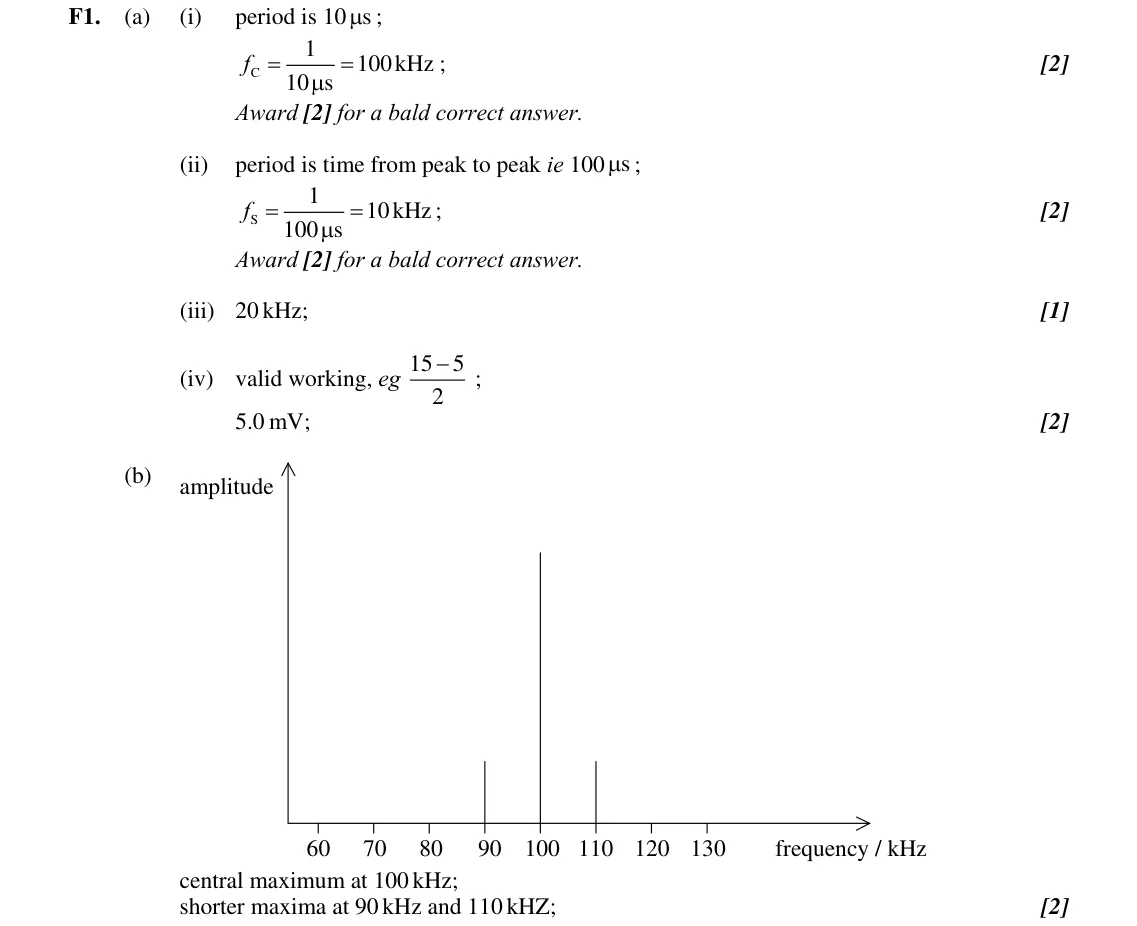 F1. (a) (i) period is 10 μs ;
f_C = 1/10 μs = 100 kHz ; [2]
Award [2] for a bald correct answer.
(ii) period is time from peak to peak ie 100 μs ;
f_S = 1/100 μs = 10 kHz ; [2]
Award [2] for a bald correct answer.
(iii) 20 kHz; [1]
(iv) valid working, eg (15 – 5)/2 ;
5.0 mV; [2]
(b) amplitude
60 70 80 90 100 110 120 130 frequency / kHz
central maximum at 100 kHz;
shorter maxima at 90 kHz and 110 kHZ; [2]